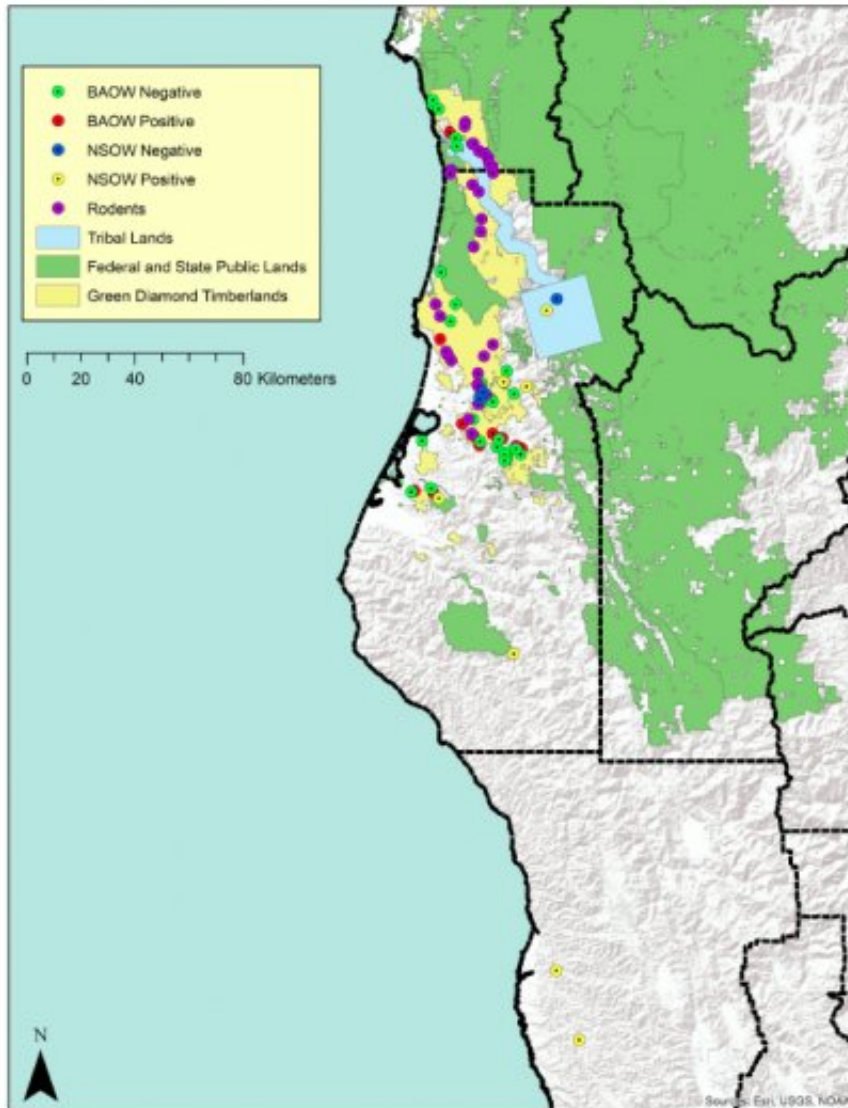 BAOW Negative
BAOW Positive
NSOW Negative
NSOW Positive
Rodents
Tribal Lands
Federal and State Public Lands
Green Diamond Timberlands
0 20 40 80 Kilometers
N
Sources: Esri, USGS, NOAA